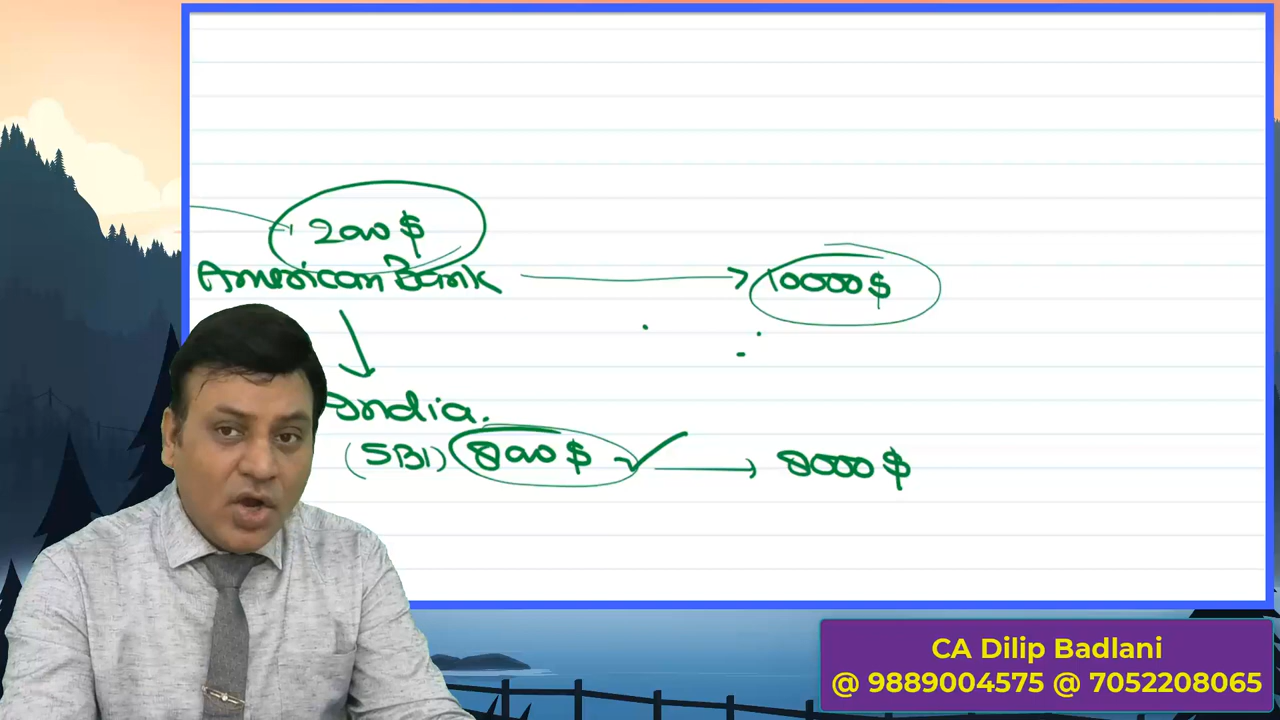 200$
American Bank
10000$
India.
(SBI) 800$
8000$
CA Dilip Badlani
@ 9889004575 @ 7052208065